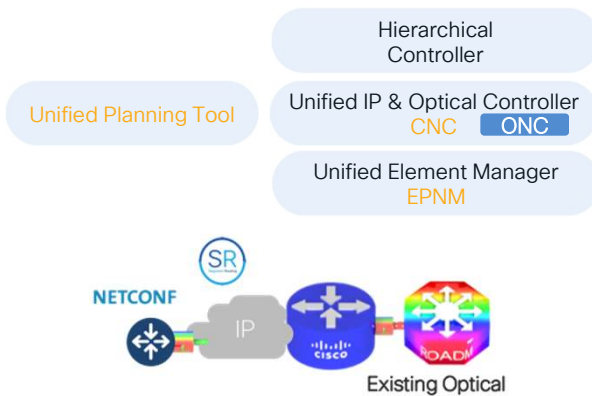 Hierarchical
Controller
Unified Planning Tool
Unified IP & Optical Controller
CNC ONC
Unified Element Manager
EPNM
SR
NETCONF
IP
CISCO
ROADM
Existing Optical